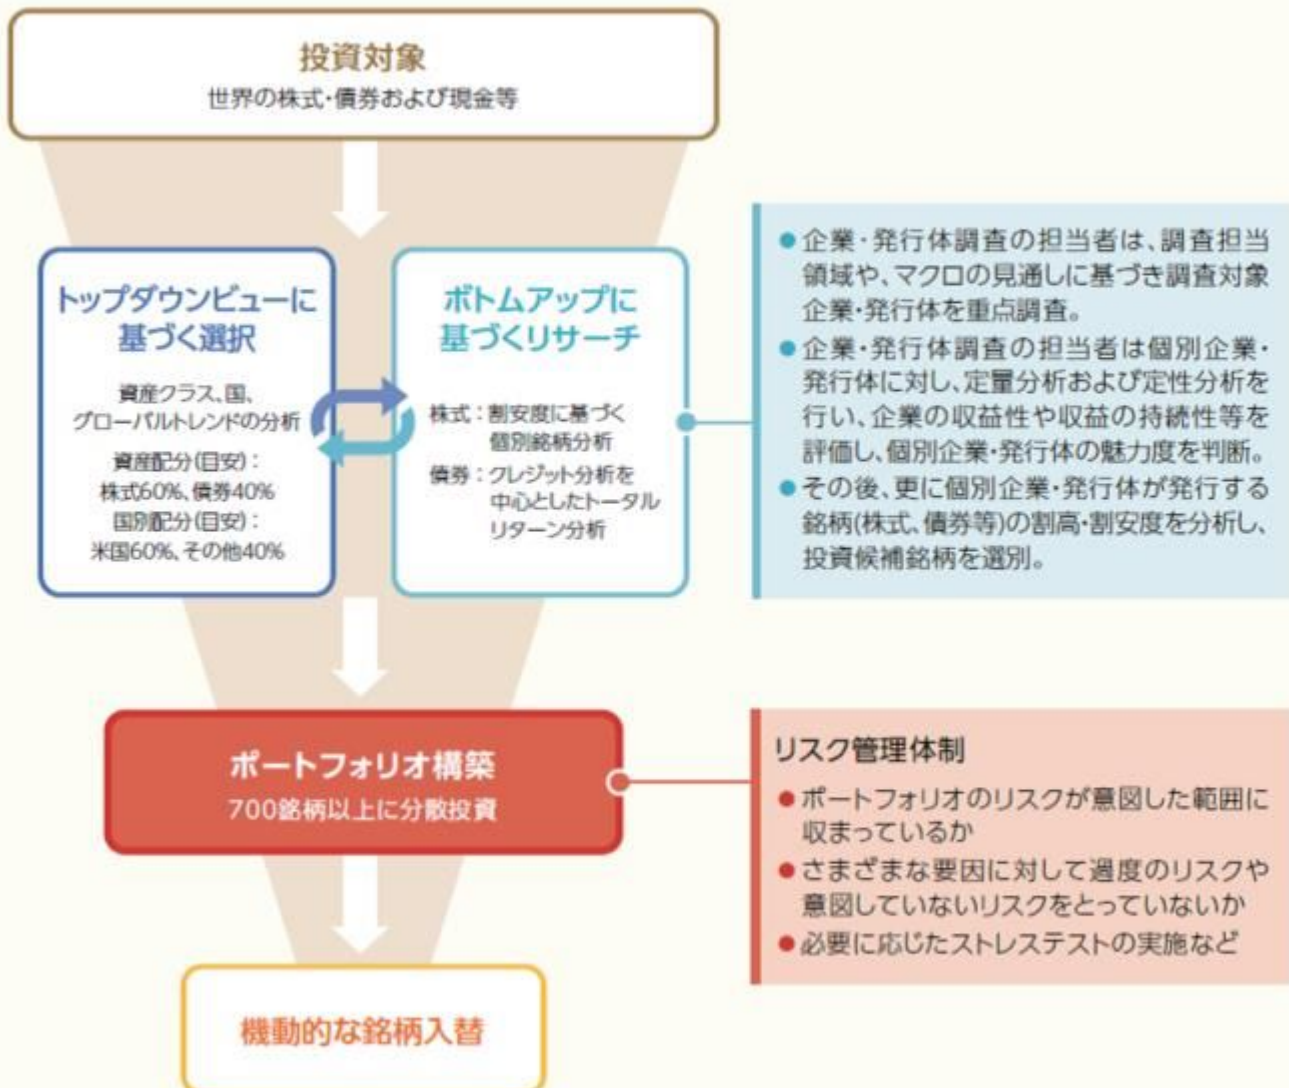 投資対象
世界の株式・債券および現金等
トップダウンビューに
基づく選択
資産クラス、国、
グローバルトレンドの分析
資産配分(目安)：
株式60%、債券40%
国別配分(目安)：
米国60%、その他40%
ボトムアップに
基づくリサーチ
株式：割安度に基づく
個別銘柄分析
債券：クレジット分析を
中心としたトータル
リターン分析
●企業・発行体調査の担当者は、調査担当
領域や、マクロの見通しに基づき調査対象
企業・発行体を重点調査。
●企業・発行体調査の担当者は個別企業・
発行体に対し、定量分析および定性分析を
行い、企業の収益性や収益の持続性等を
評価し、個別企業・発行体の魅力度を判断。
●その後、更に個別企業・発行体が発行する
銘柄(株式、債券等)の割高・割安度を分析し、
投資候補銘柄を選別。
ポートフォリオ構築
700銘柄以上に分散投資
リスク管理体制
●ポートフォリオのリスクが意図した範囲に
収まっているか
●さまざまな要因に対して過度のリスクや
意図していないリスクをとっていないか
●必要に応じたストレステストの実施など
機動的な銘柄入替